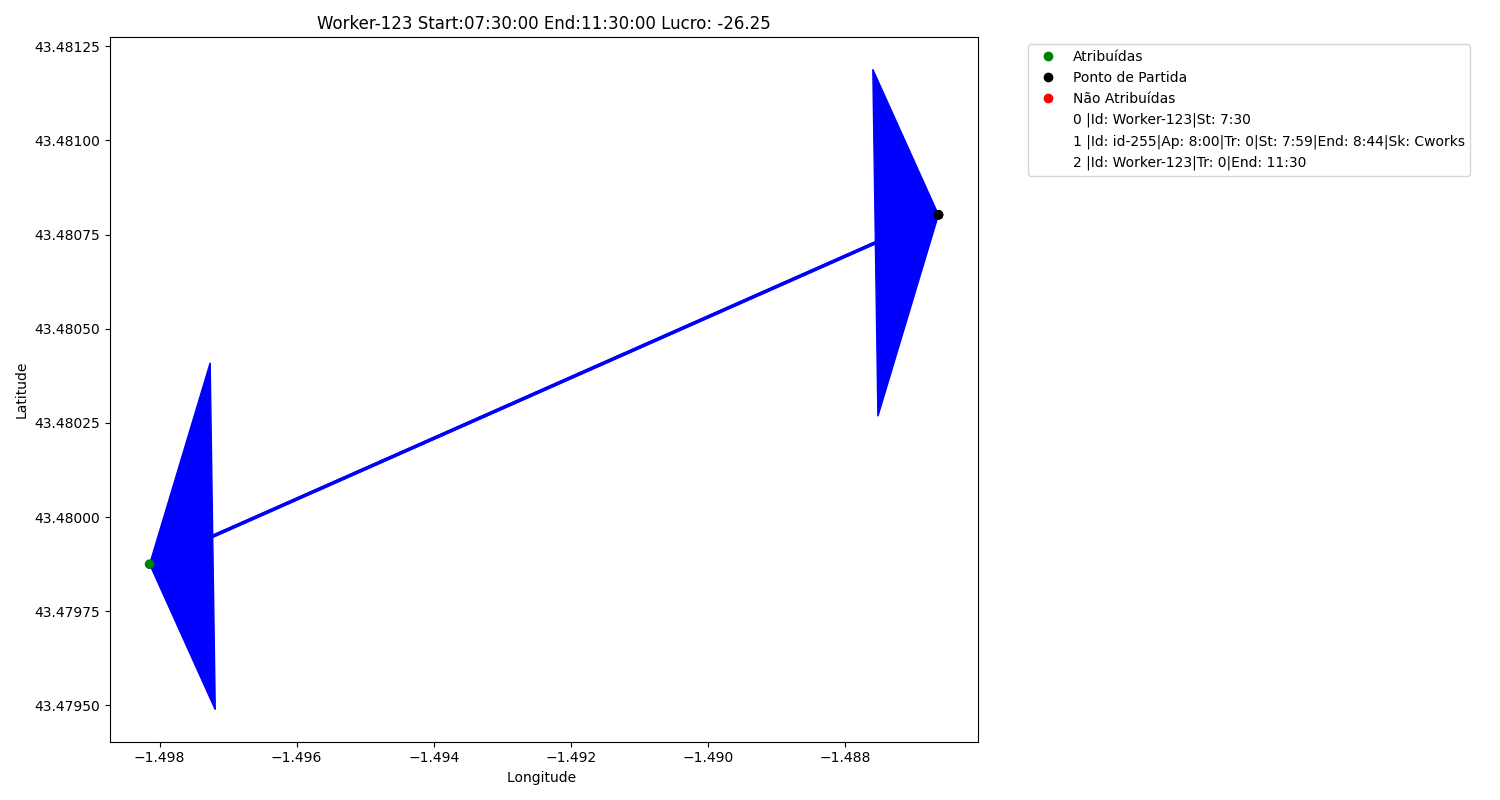 Worker-123 Start:07:30:00 End:11:30:00 Lucro: -26.25
43.48125
43.48100
43.48075
43.48050
43.48025
43.48000
43.47975
43.47950
Latitude
−1.498
−1.496
−1.494
−1.492
−1.490
−1.488
Longitude
Atribuídas
Ponto de Partida
Não Atribuídas
0 |Id: Worker-123|St: 7:30
1 |Id: id-255|Ap: 8:00|Tr: 0|St: 7:59|End: 8:44|Sk: Cworks
2 |Id: Worker-123|Tr: 0|End: 11:30